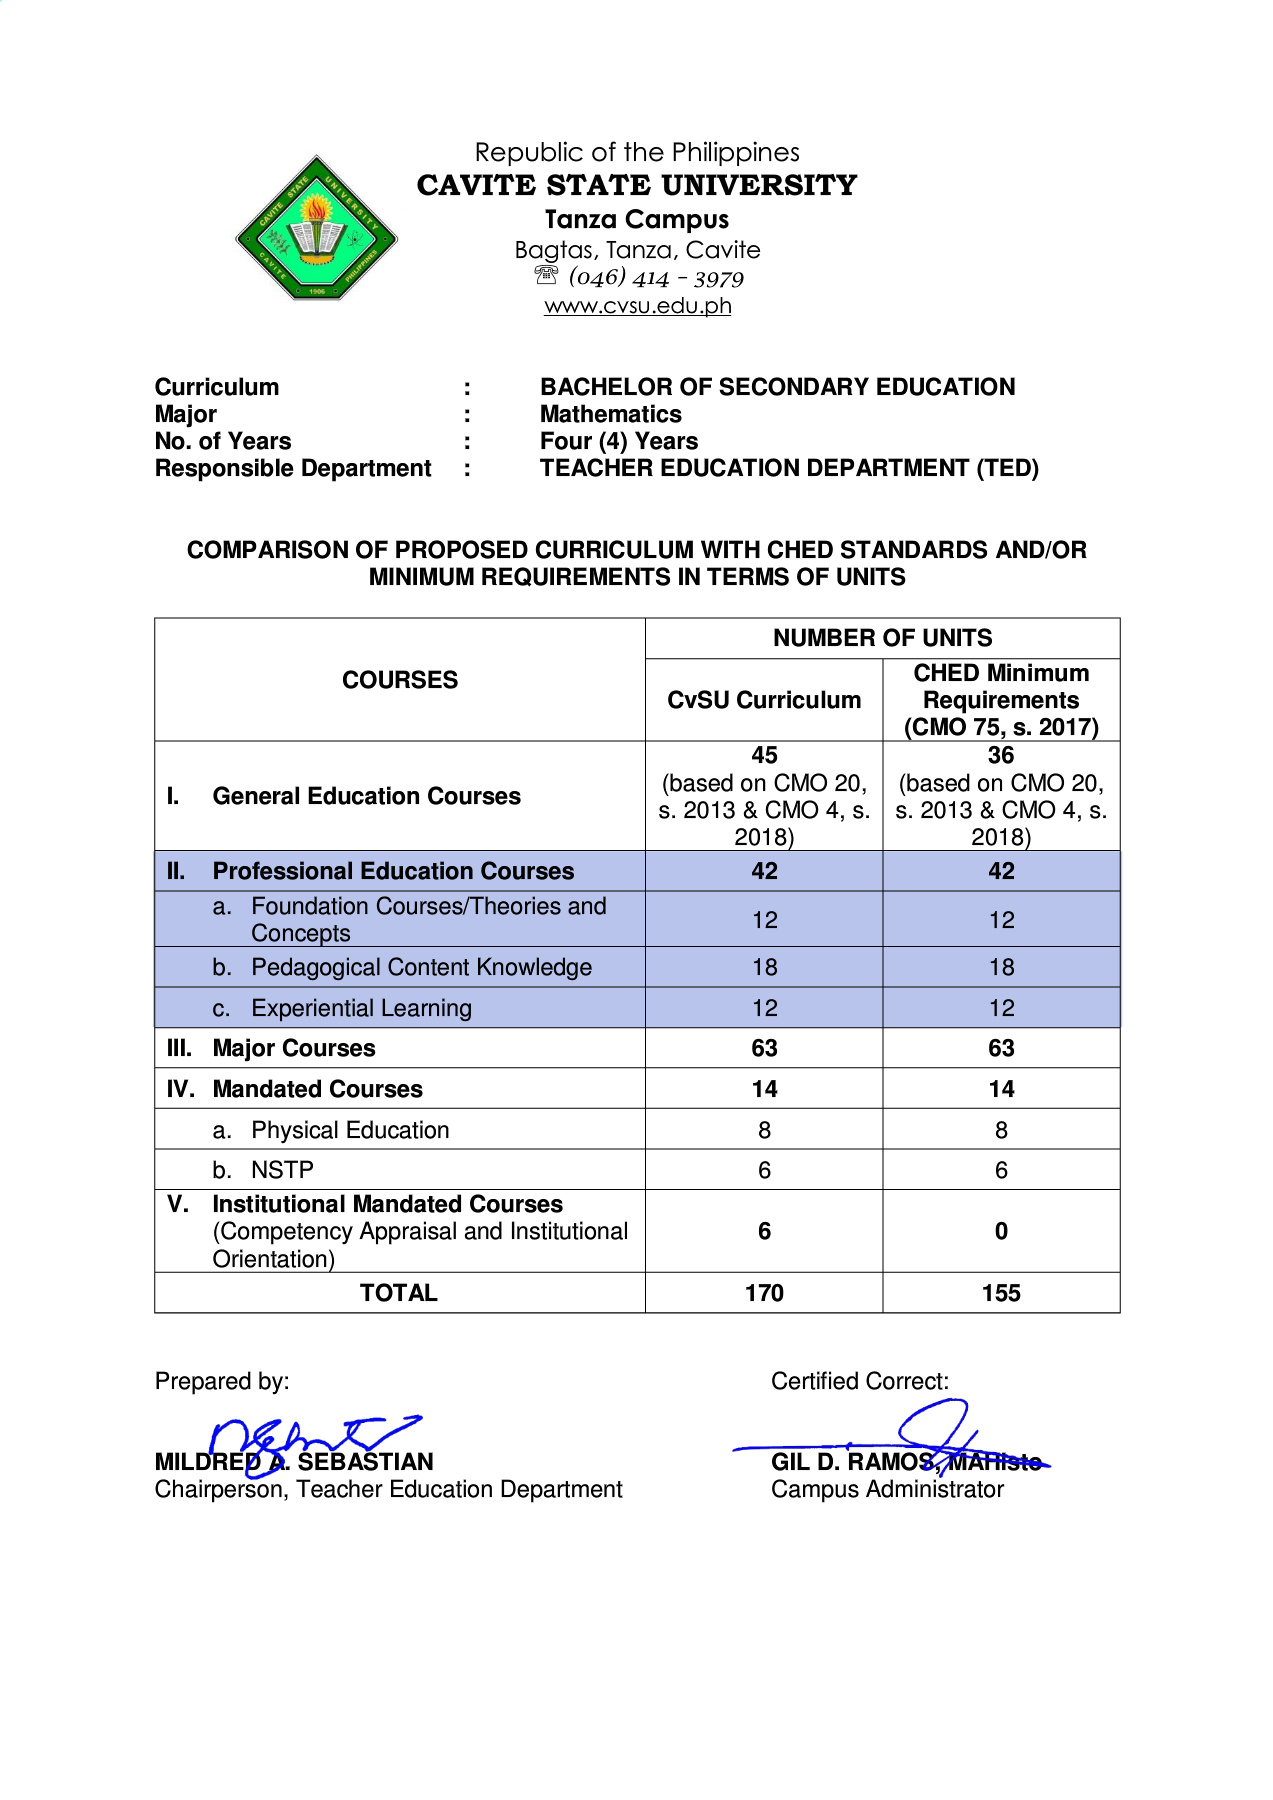 Republic of the Philippines
CAVITE STATE UNIVERSITY
Tanza Campus
Bagtas, Tanza, Cavite
☏ (046) 414 - 3979
www.cvsu.edu.ph
CAVITE STATE UNIVERSITY
CAVITE PHILIPPINES
1906
Curriculum : BACHELOR OF SECONDARY EDUCATION
Major : Mathematics
No. of Years : Four (4) Years
Responsible Department : TEACHER EDUCATION DEPARTMENT (TED)
COMPARISON OF PROPOSED CURRICULUM WITH CHED STANDARDS AND/OR
MINIMUM REQUIREMENTS IN TERMS OF UNITS
COURSES
NUMBER OF UNITS
CvSU Curriculum
CHED Minimum
Requirements
(CMO 75, s. 2017)
I. General Education Courses
45
(based on CMO 20,
s. 2013 & CMO 4, s.
2018)
36
(based on CMO 20,
s. 2013 & CMO 4, s.
2018)
II. Professional Education Courses 42 42
a. Foundation Courses/Theories and
Concepts
12 12
b. Pedagogical Content Knowledge 18 18
c. Experiential Learning 12 12
III. Major Courses 63 63
IV. Mandated Courses 14 14
a. Physical Education 8 8
b. NSTP 6 6
V. Institutional Mandated Courses
(Competency Appraisal and Institutional
Orientation)
6 0
TOTAL 170 155
Prepared by: Certified Correct:
MILDRED A. SEBASTIAN GIL D. RAMOS, MAHisto
Chairperson, Teacher Education Department Campus Administrator